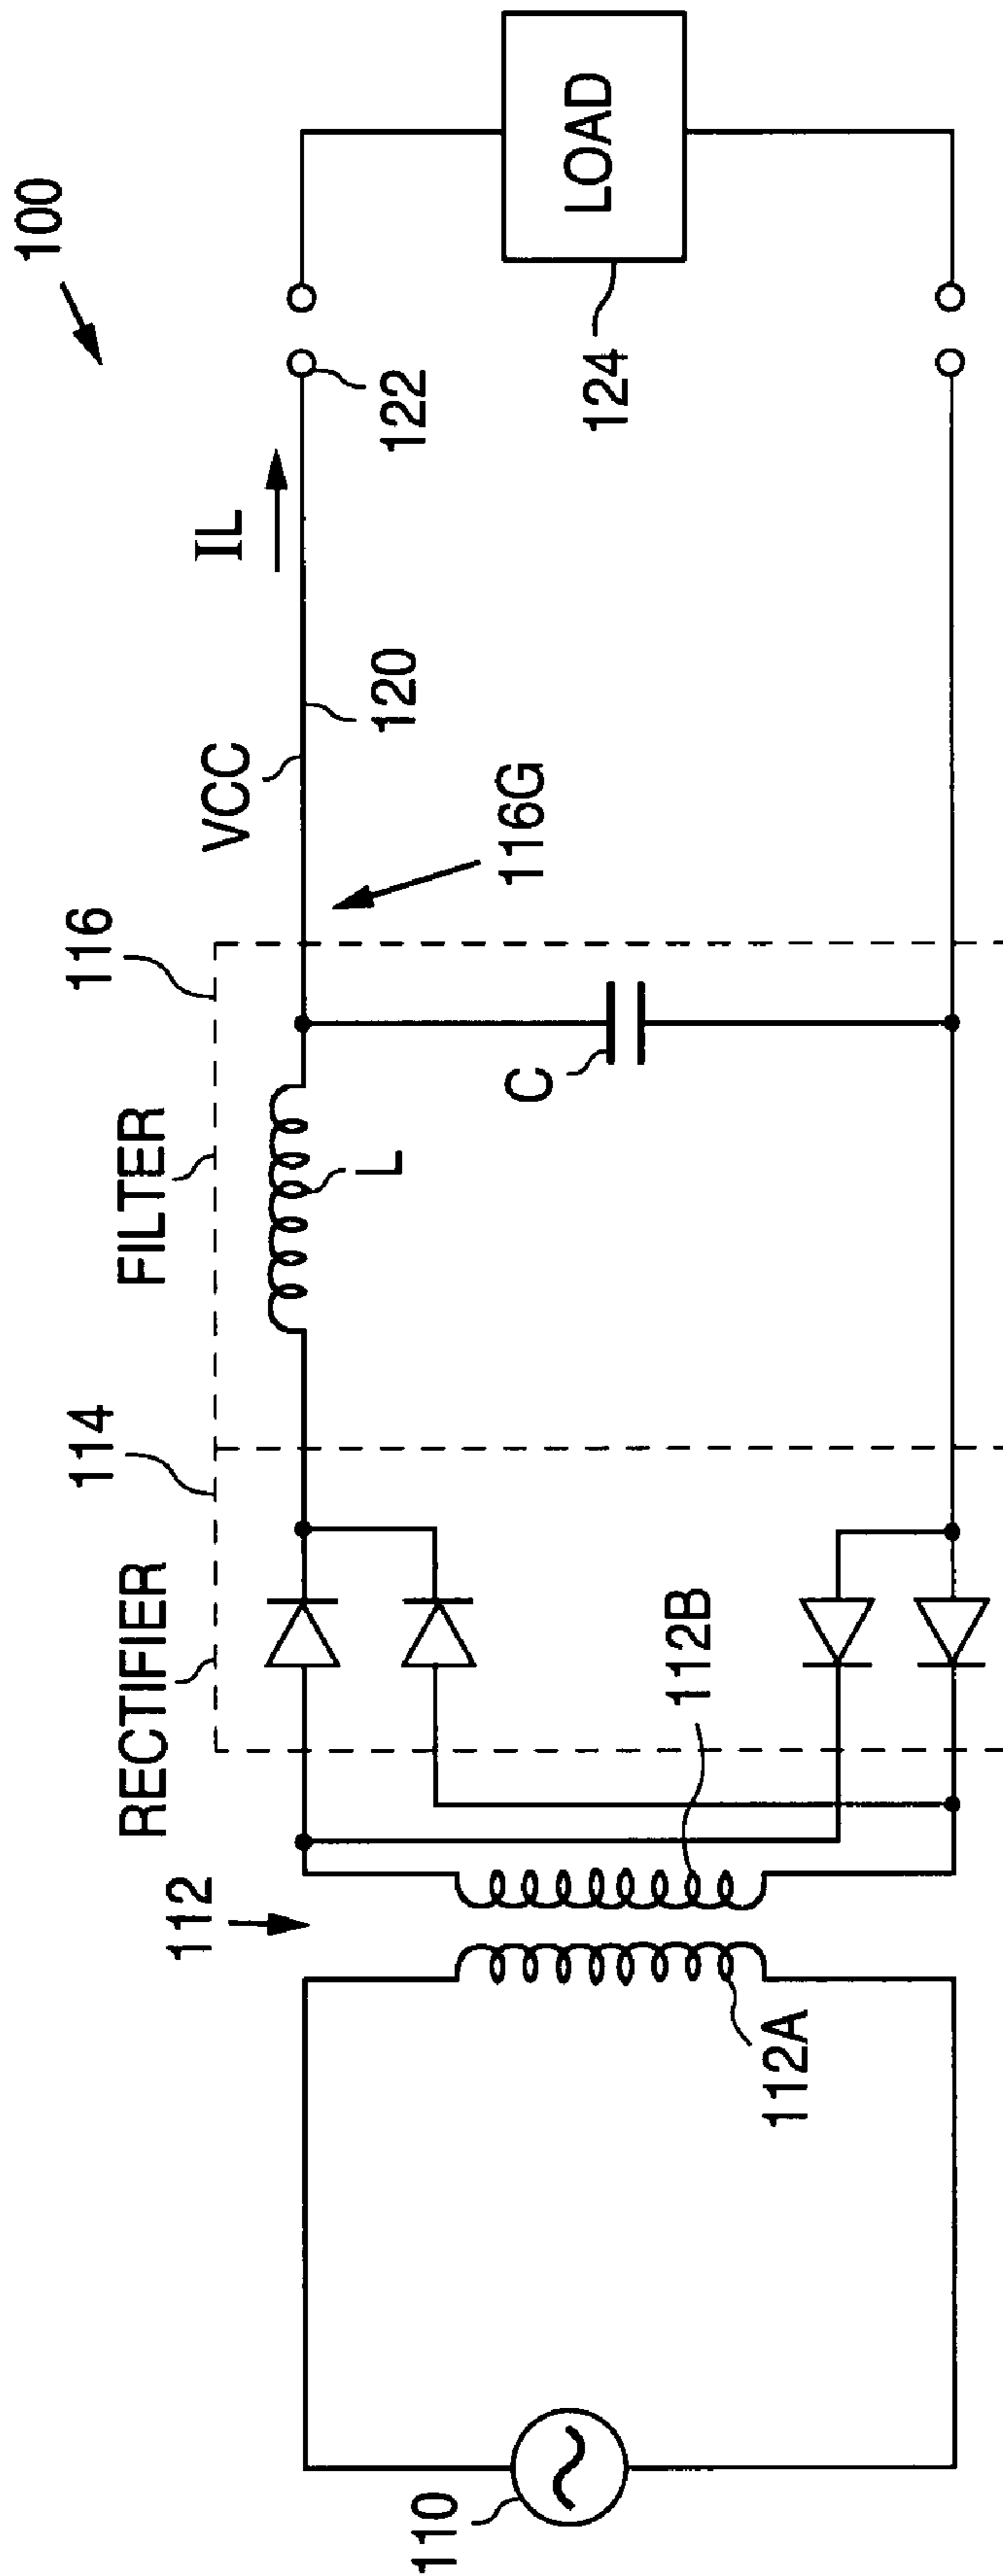 100
RECTIFIER
114
FILTER
116
VCC
IL
112
L
116G
120
122
C
LOAD
124
112B
112A
110